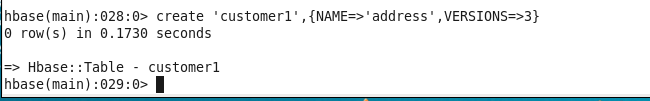 hbase(main):028:0> create 'customer1',{NAME=>'address',VERSIONS=>3}
0 row(s) in 0.1730 seconds
=> Hbase::Table - customer1
hbase(main):029:0>